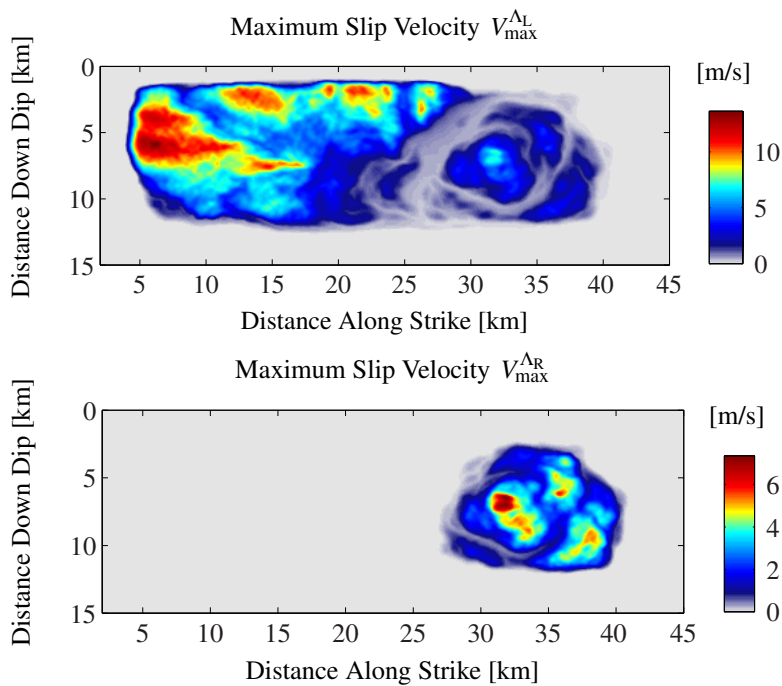 Maximum Slip Velocity V_max^Λ_L
[m/s]
Distance Down Dip [km]
0
5
10
15
5 10 15 20 25 30 35 40 45
Distance Along Strike [km]
10
5
0
Maximum Slip Velocity V_max^Λ_R
[m/s]
Distance Down Dip [km]
0
5
10
15
5 10 15 20 25 30 35 40 45
Distance Along Strike [km]
6
4
2
0